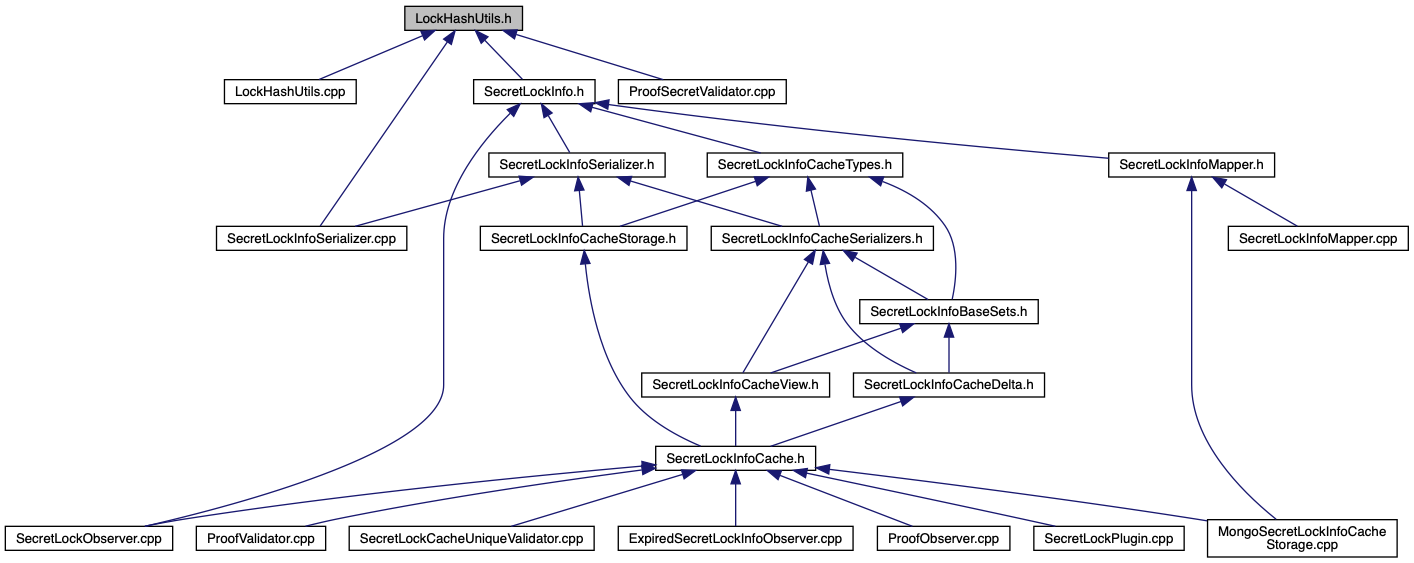 LockHashUtils.h
LockHashUtils.cpp
SecretLockInfo.h
ProofSecretValidator.cpp
SecretLockInfoSerializer.h
SecretLockInfoCacheTypes.h
SecretLockInfoMapper.h
SecretLockInfoSerializer.cpp
SecretLockInfoCacheStorage.h
SecretLockInfoCacheSerializers.h
SecretLockInfoMapper.cpp
SecretLockInfoBaseSets.h
SecretLockInfoCacheView.h
SecretLockInfoCacheDelta.h
SecretLockInfoCache.h
SecretLockObserver.cpp
ProofValidator.cpp
SecretLockCacheUniqueValidator.cpp
ExpiredSecretLockInfoObserver.cpp
ProofObserver.cpp
SecretLockPlugin.cpp
MongoSecretLockInfoCache
Storage.cpp